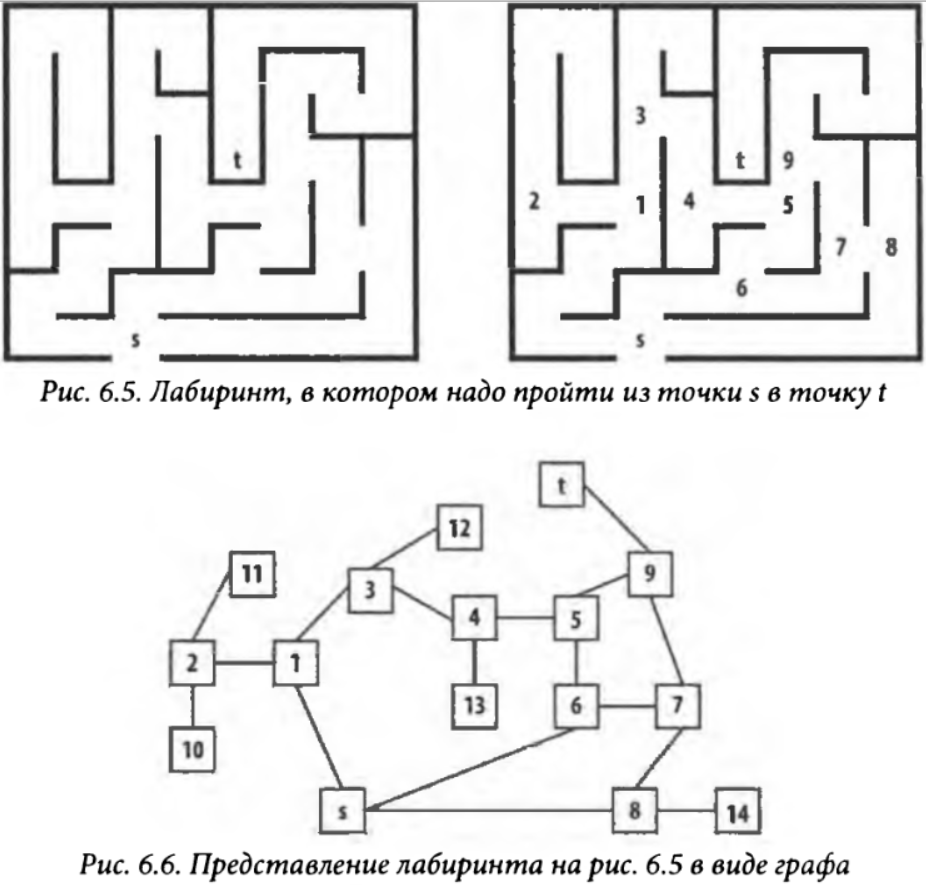 3
t
t
9
2
1
4
5
7
8
6
s
s
Рис. 6.5. Лабиринт, в котором надо пройти из точки s в точку t
t
12
11
9
3
4
5
2
1
13
6
7
10
s
8
14
Рис. 6.6. Представление лабиринта на рис. 6.5 в виде графа